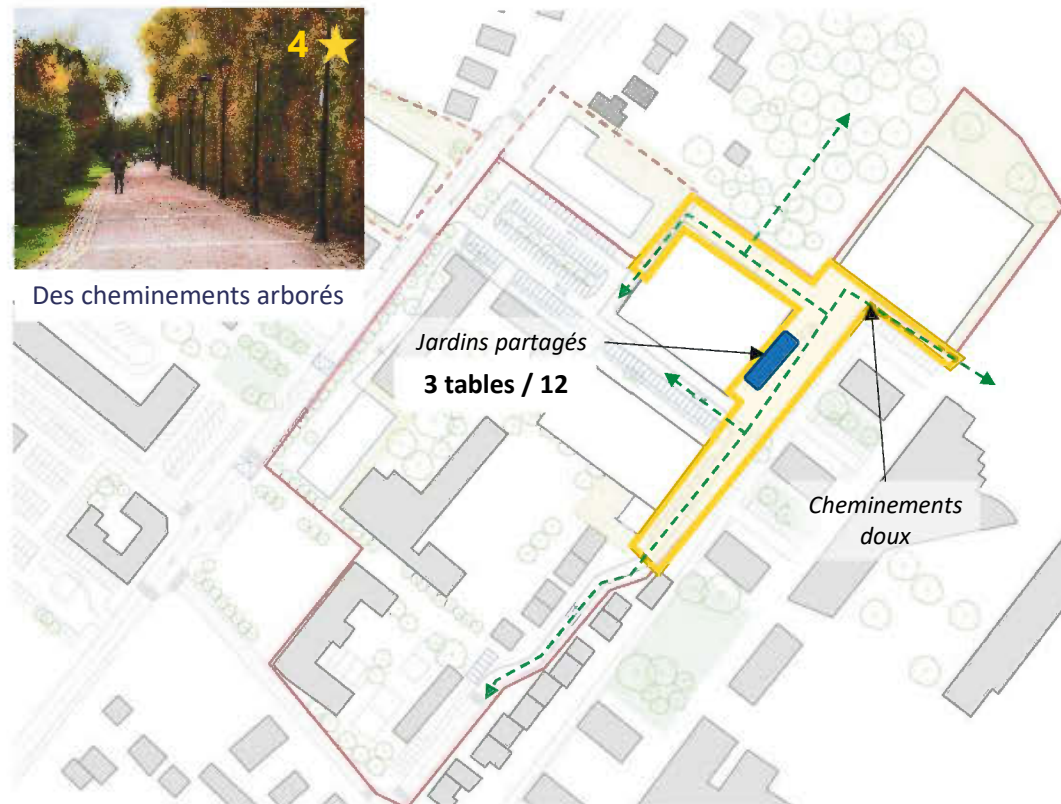 4
Des cheminements arborés
Jardins partagés
3 tables / 12
Cheminements
doux